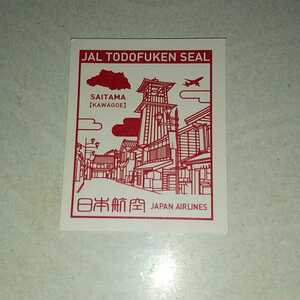 JAL TODOFUKEN SEAL
SAITAMA
【KAWAGOE】
日本航空 JAPAN AIRLINES